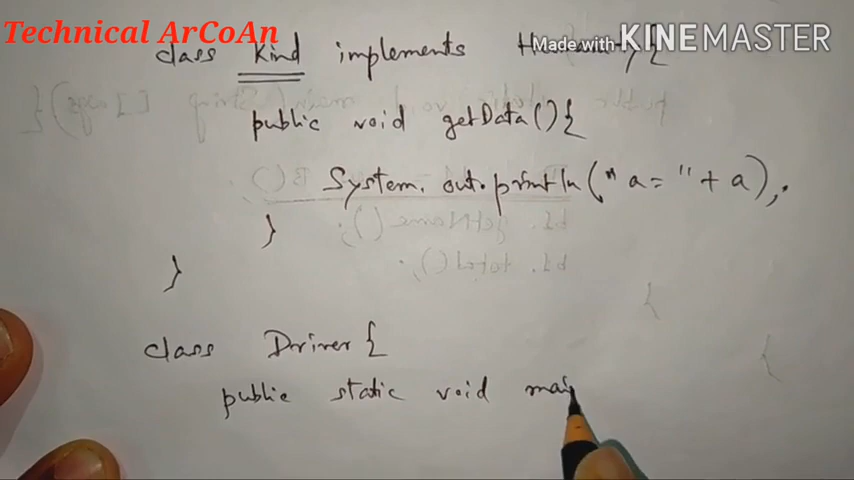 Technical ArCoAn
Made with KINEMASTER
class Kind implements {
public void getData(){
System.out.println("a= "+a);
}
}
class Driver{
public static void mai